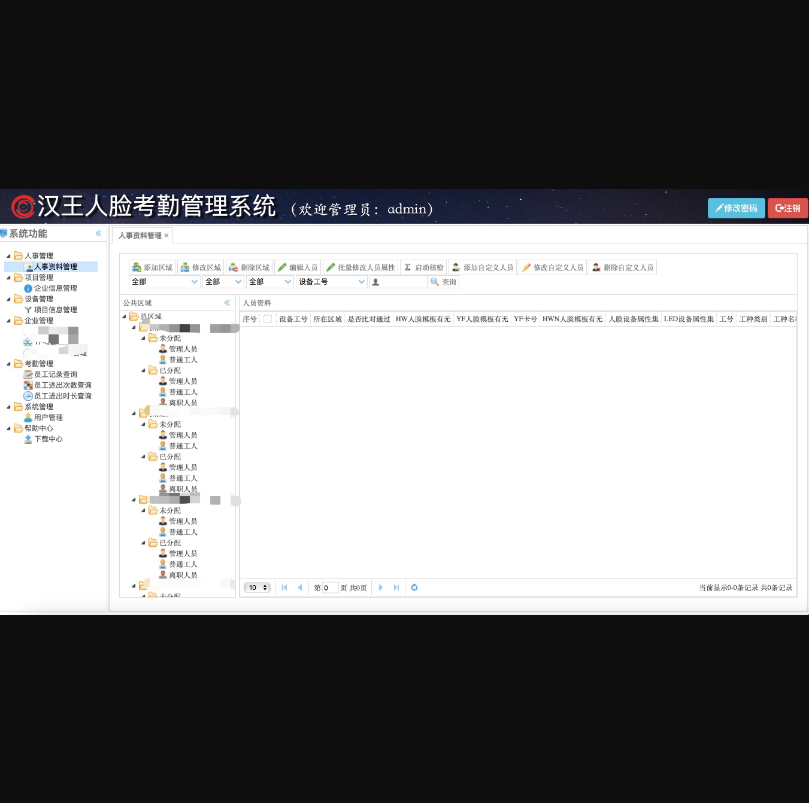 汉王人脸考勤管理系统 (欢迎管理员: admin)
修改密码 注销
系统功能
人事管理
人事资料管理
项目管理
企业信息管理
设备管理
项目信息管理
企业管理
考勤管理
员工记录查询
员工进出次数查询
员工进出时长查询
系统管理
用户管理
帮助中心
下载中心
人事资料管理
添加区域 修改区域 删除区域 编辑人员 批量修改人员属性 启动核验 添加自定义人员 修改自定义人员 删除自定义人员
全部 全部 全部 设备工号 查询
公共区域
总区域
未分配
管理人员
普通工人
已分配
管理人员
普通工人
离职人员
未分配
管理人员
普通工人
已分配
管理人员
普通工人
离职人员
未分配
管理人员
普通工人
已分配
管理人员
普通工人
离职人员
未分配
人员资料
序号 设备工号 所在区域 是否比对通过 HW人脸模板有无 YF人脸模板有无 YF卡号 HWN人脸模板有无 人脸设备属性集 LED设备属性集 工号 工种类别 工种名称
10 第 0 页 共0页
当前显示0-0条记录 共0条记录